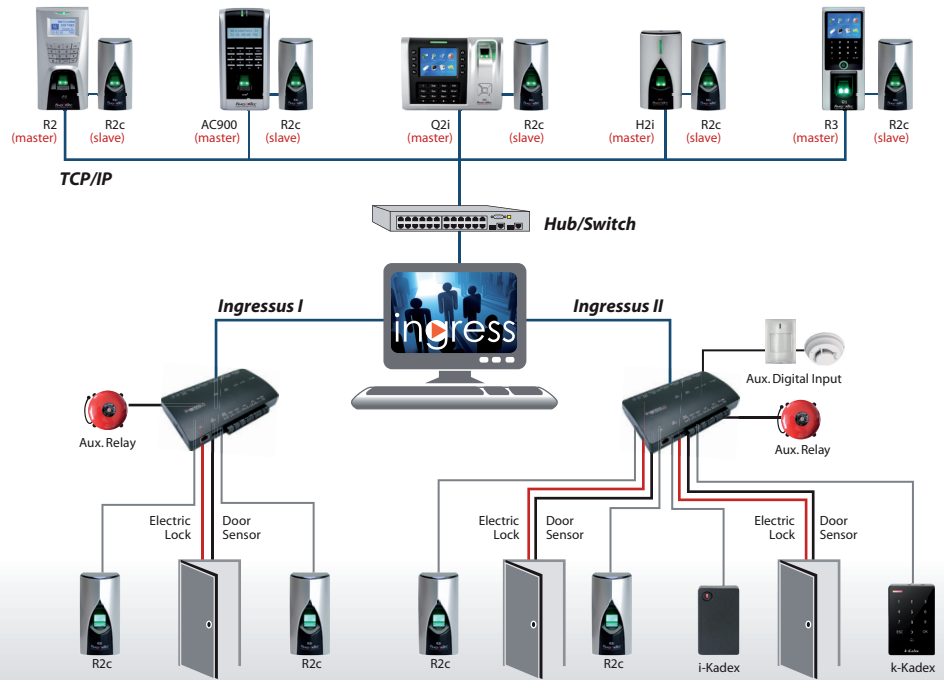 R2
(master)
R2c
(slave)
AC900
(master)
R2c
(slave)
Q2i
(master)
R2c
(slave)
H2i
(master)
R2c
(slave)
R3
(master)
R2c
(slave)
TCP/IP
Hub/Switch
Ingressus I
ingress
Ingressus II
Aux. Digital Input
Aux. Relay
Aux. Relay
Electric
Lock
Door
Sensor
Electric
Lock
Door
Sensor
Electric
Lock
Door
Sensor
R2c
R2c
R2c
R2c
i-Kadex
k-Kadex